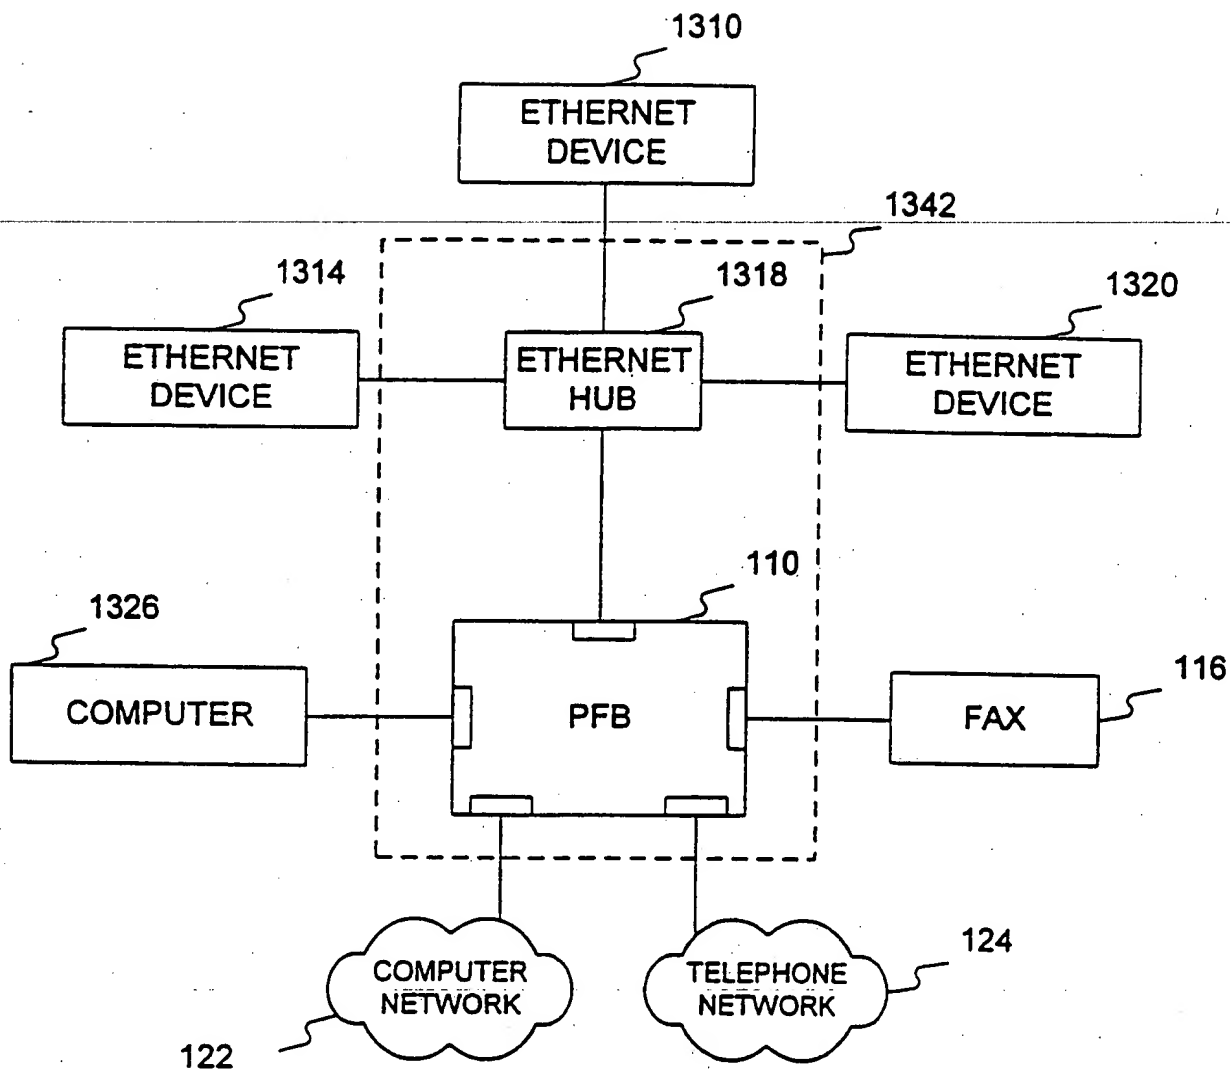 1310
ETHERNET
DEVICE
1342
1314
1318
1320
ETHERNET
DEVICE
ETHERNET
HUB
ETHERNET
DEVICE
110
1326
116
COMPUTER
PFB
FAX
124
COMPUTER
NETWORK
TELEPHONE
NETWORK
122